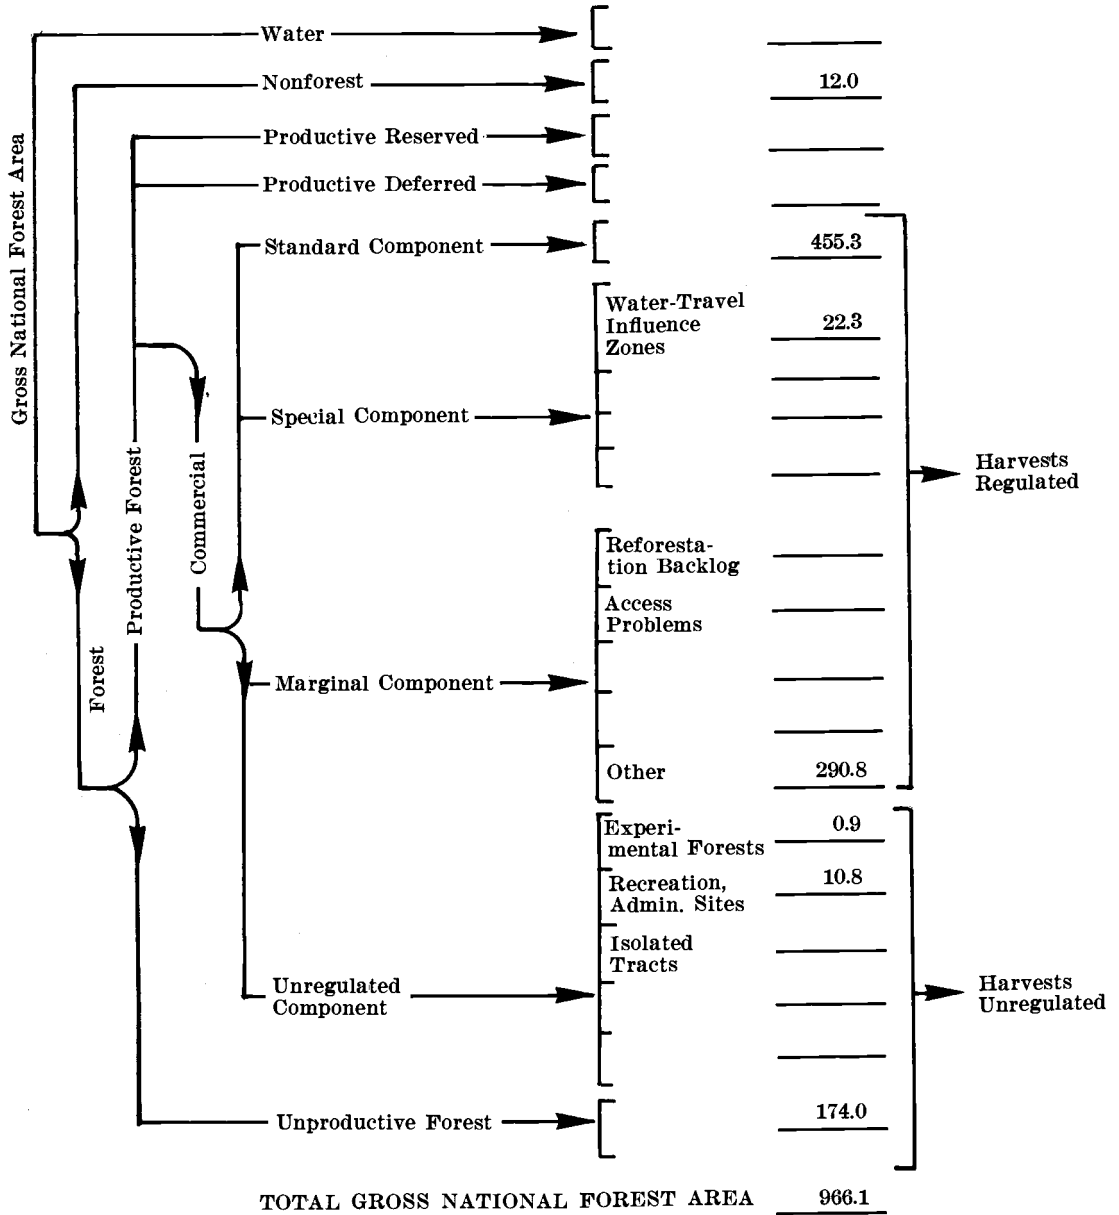 Water
Nonforest 12.0
Productive Reserved
Productive Deferred
Gross National Forest Area
Standard Component 455.3
Water-Travel
Influence 22.3
Zones
Special Component
Harvests
Regulated
Productive Forest
Commercial
Reforesta-
tion Backlog
Access
Problems
Forest
Marginal Component
Other 290.8
Experi- 0.9
mental Forests
Recreation, 10.8
Admin. Sites
Isolated
Tracts
Unregulated
Component
Harvests
Unregulated
Unproductive Forest 174.0
TOTAL GROSS NATIONAL FOREST AREA 966.1